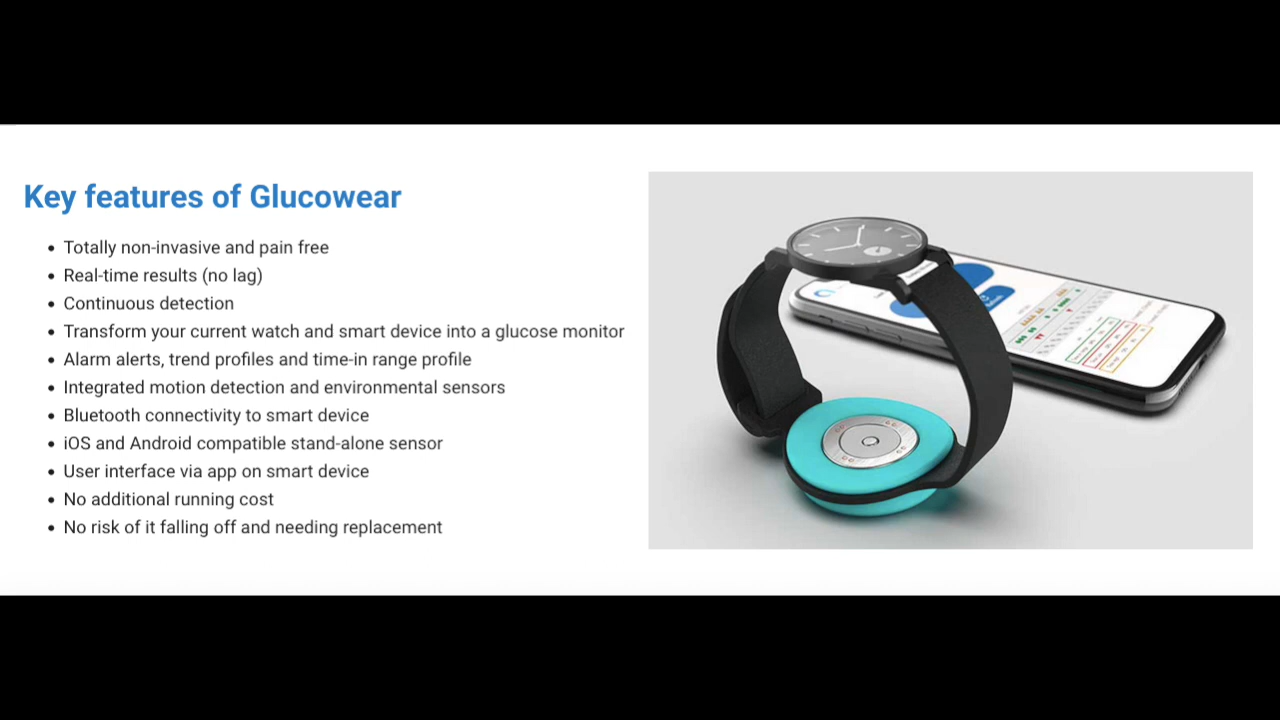 Key features of Glucowear
Totally non-invasive and pain free
Real-time results (no lag)
Continuous detection
Transform your current watch and smart device into a glucose monitor
Alarm alerts, trend profiles and time-in range profile
Integrated motion detection and environmental sensors
Bluetooth connectivity to smart device
iOS and Android compatible stand-alone sensor
User interface via app on smart device
No additional running cost
No risk of it falling off and needing replacement